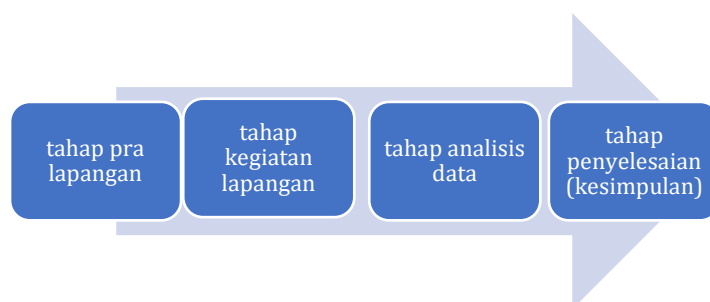 tahap pra
lapangan
tahap
kegiatan
lapangan
tahap analisis
data
tahap
penyelesaian
(kesimpulan)